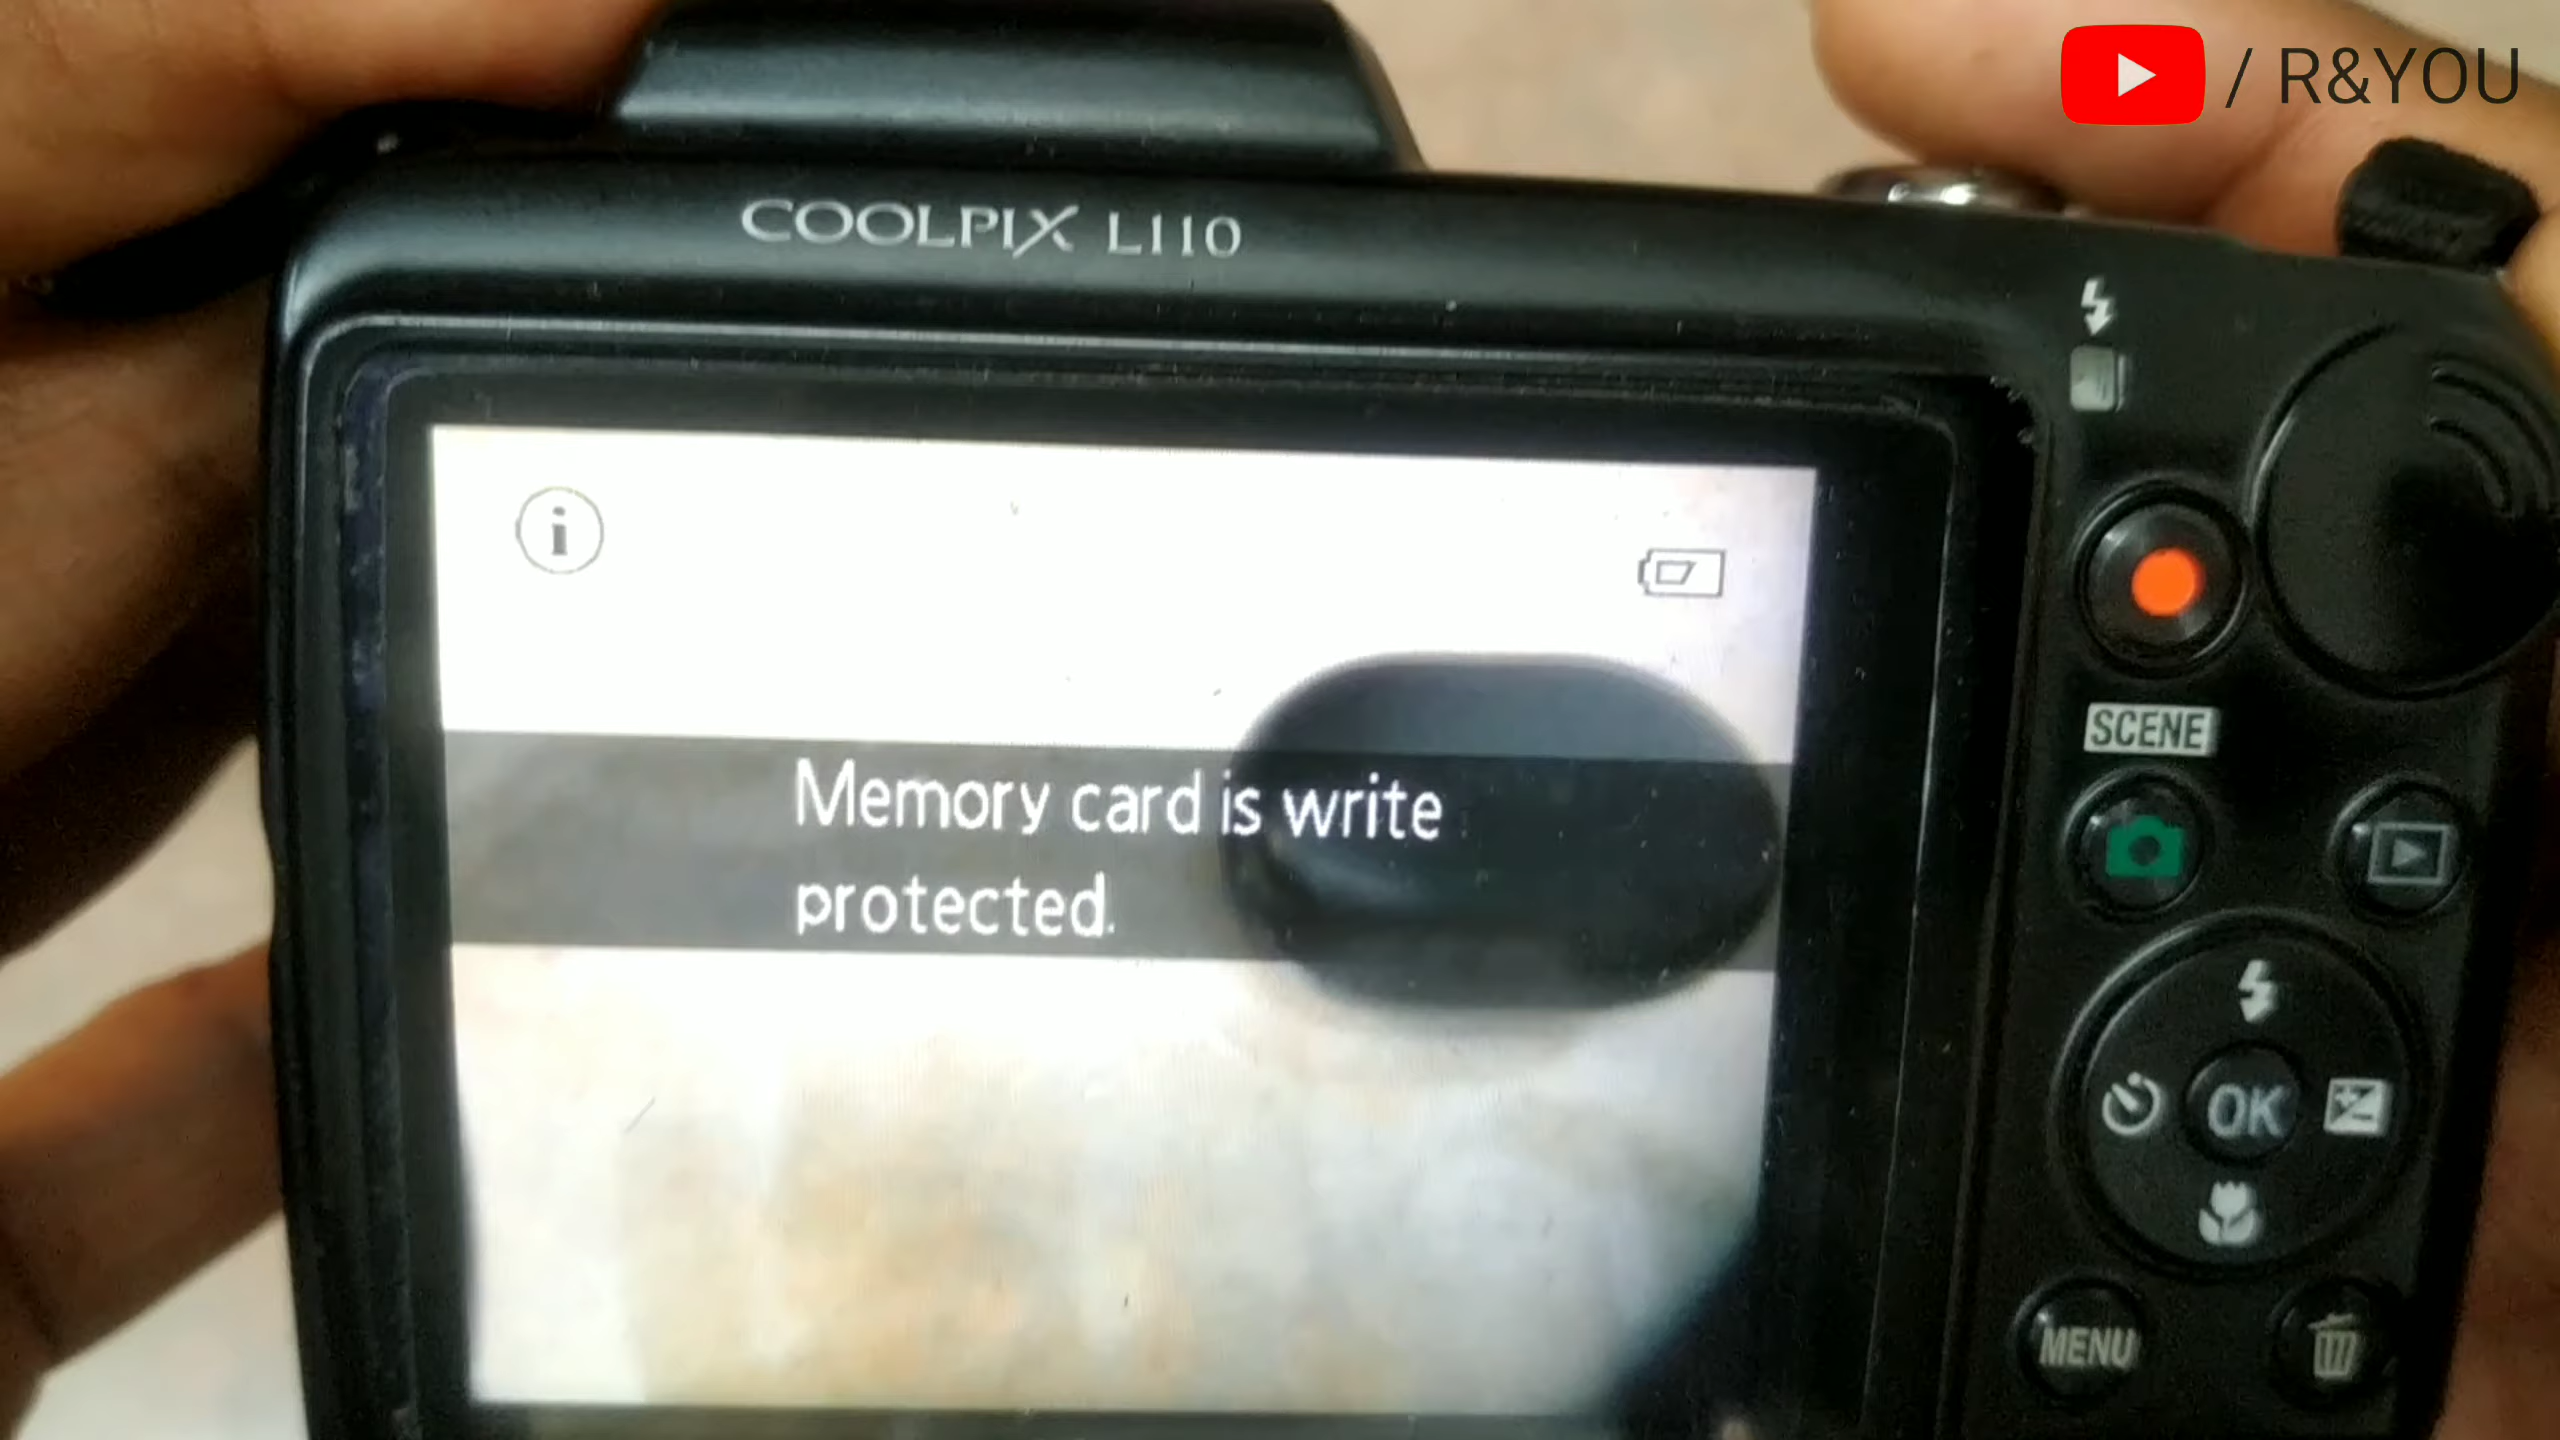 / R&YOU
COOLPIX L110
i
Memory card is write
protected.
SCENE
OK
MENU